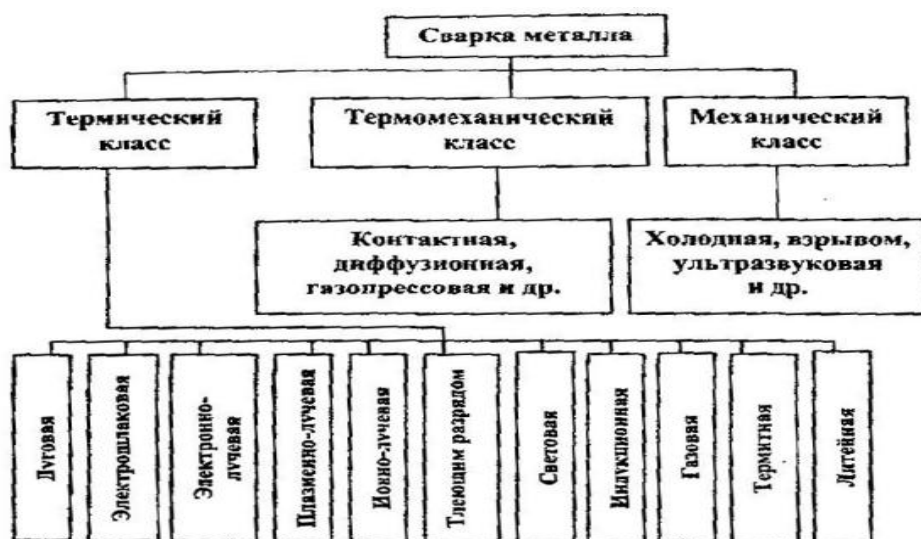 Сварка металла
Термический
класс
Термомеханический
класс
Механический
класс
Контактная,
диффузионная,
газопрессовая и др.
Холодная, взрывом,
ультразвуковая
и др.
Дуговая
Электрошлаковая
Электронно-
лучевая
Плазменно-лучевая
Ионно-лучевая
Тлеющим разрядом
Световая
Индукционная
Газовая
Термитная
Литейная